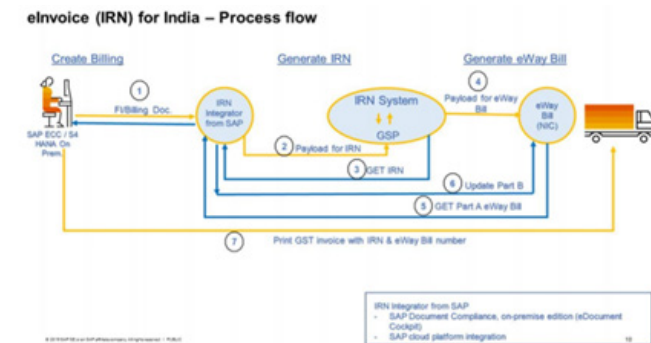 eInvoice (IRN) for India – Process flow
Create Billing
Generate IRN
Generate eWay Bill
1
FI/Billing Doc.
SAP ECC / S4
HANA On
Prem.
IRN
Integrator
from SAP
2
Payload for IRN
3
GET IRN
IRN System
GSP
4
Payload for eWay
Bill
eWay
Bill
(NIC)
6
Update Part B
5
GET Part A eWay Bill
7
Print GST invoice with IRN & eWay Bill number
IRN Integrator from SAP
- SAP Document Compliance, on-premise edition (eDocument
Cockpit)
- SAP cloud platform integration